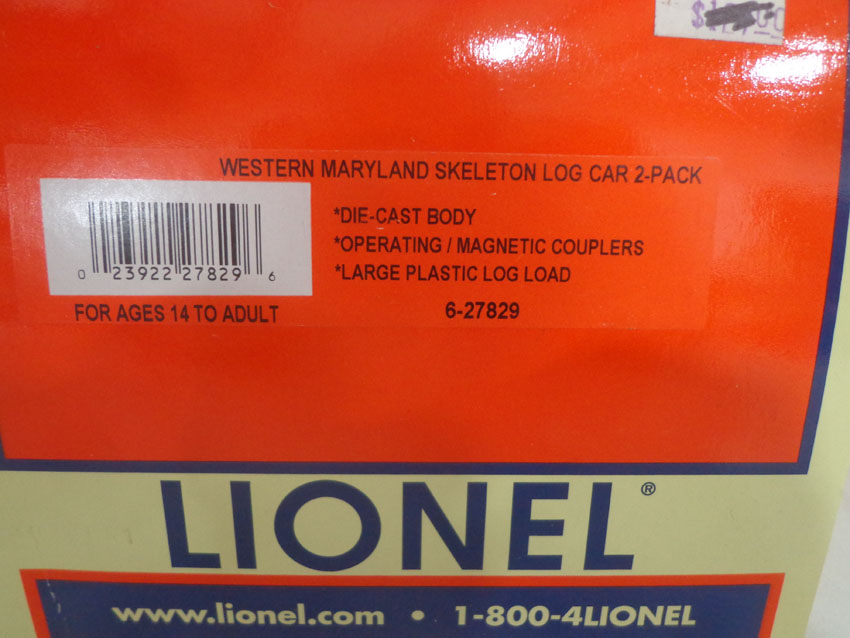 WESTERN MARYLAND SKELETON LOG CAR 2-PACK
*DIE-CAST BODY
*OPERATING / MAGNETIC COUPLERS
*LARGE PLASTIC LOG LOAD
0 23922 27829 6
FOR AGES 14 TO ADULT
6-27829
LIONEL®
www.lionel.com • 1-800-4LIONEL